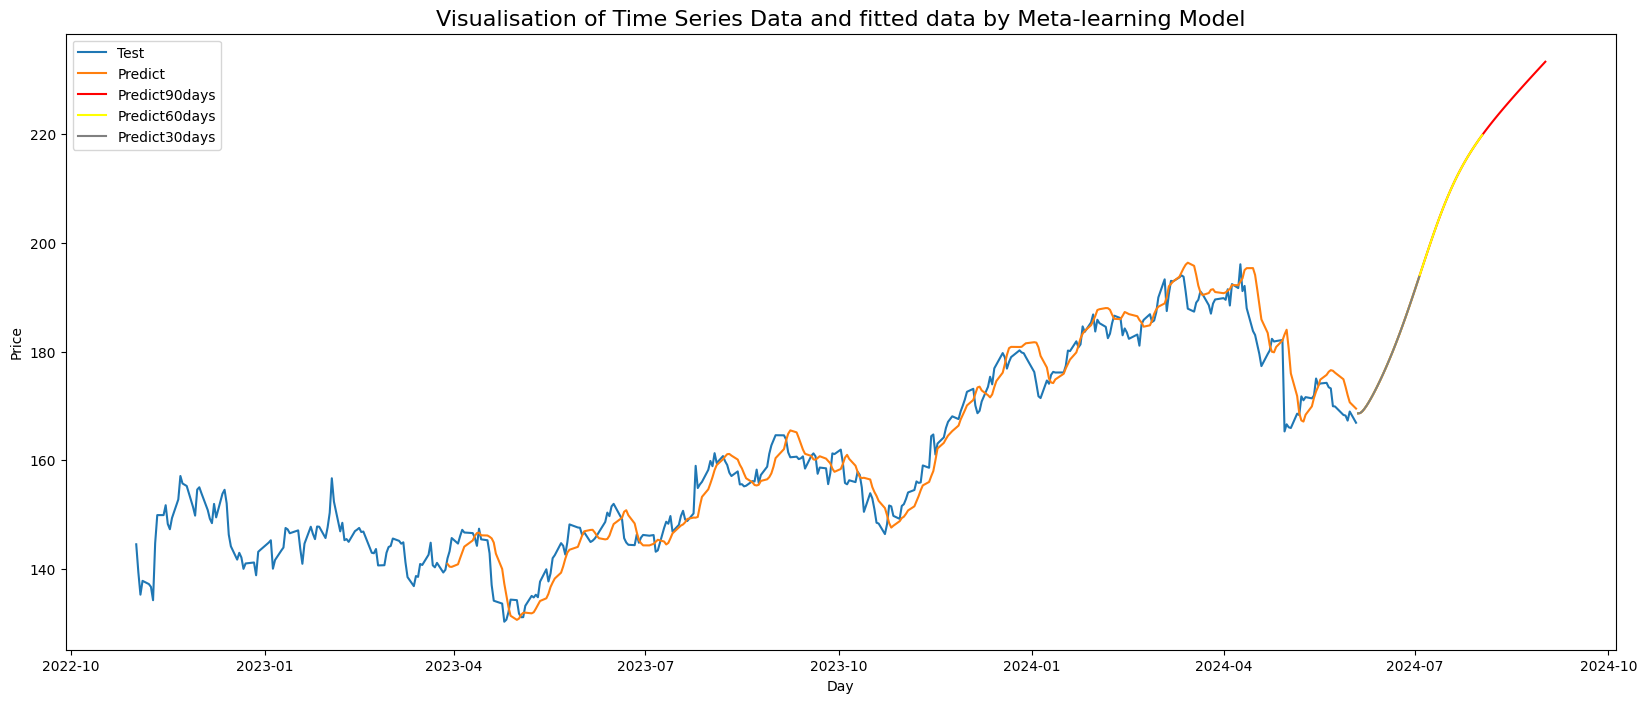 Visualisation of Time Series Data and fitted data by Meta-learning Model
Test
Predict
Predict90days
Predict60days
Predict30days
220
200
180
160
140
Price
2022-10 2023-01 2023-04 2023-07 2023-10 2024-01 2024-04 2024-07 2024-10
Day